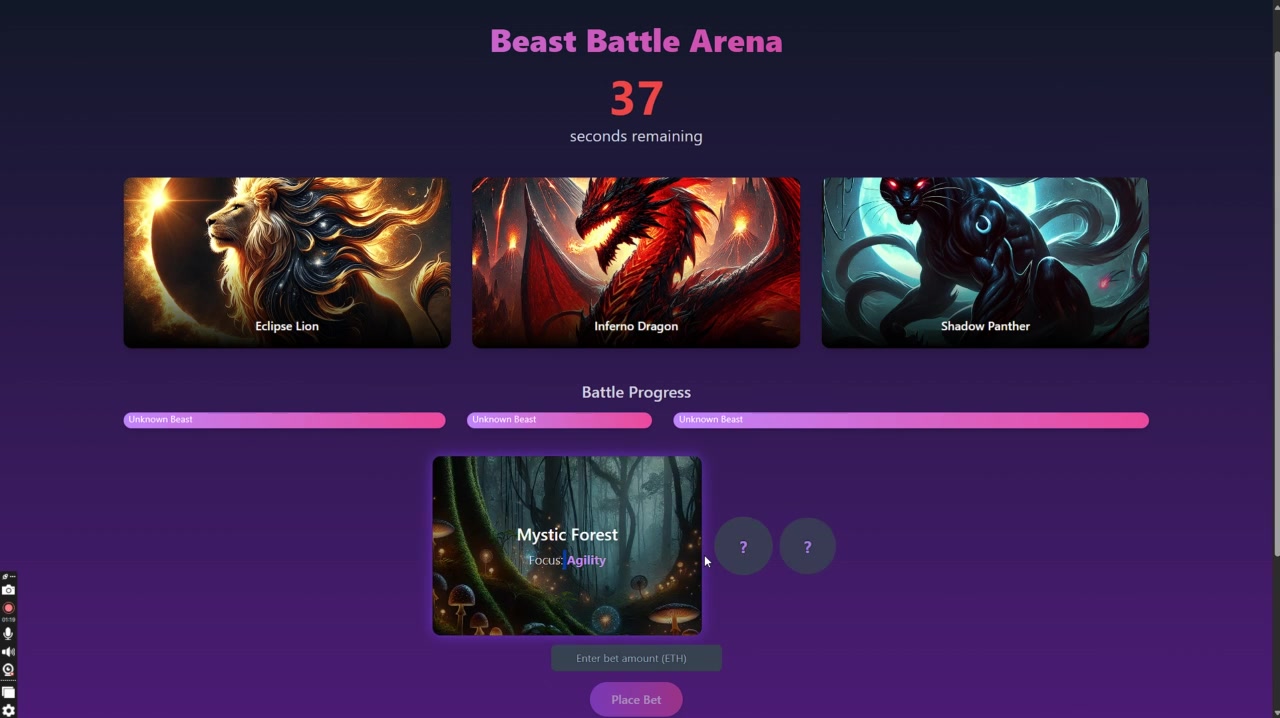 Beast Battle Arena
37
seconds remaining
Eclipse Lion
Inferno Dragon
Shadow Panther
Battle Progress
Unknown Beast
Unknown Beast
Unknown Beast
Mystic Forest
Focus: Agility
?
?
Enter bet amount (ETH)
Place Bet
01:19